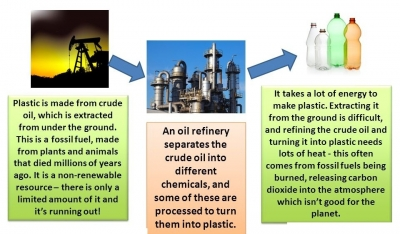 Plastic is made from crude
oil, which is extracted
from under the ground.
This is a fossil fuel, made
from plants and animals
that died millions of years
ago. It is a non-renewable
resource – there is only a
limited amount of it and
it's running out!
An oil refinery
separates the
crude oil into
different
chemicals, and
some of these are
processed to turn
them into plastic.
It takes a lot of energy to
make plastic. Extracting it
from the ground is difficult,
and refining the crude oil and
turning it into plastic needs
lots of heat - this often
comes from fossil fuels being
burned, releasing carbon
dioxide into the atmosphere
which isn't good for the
planet.